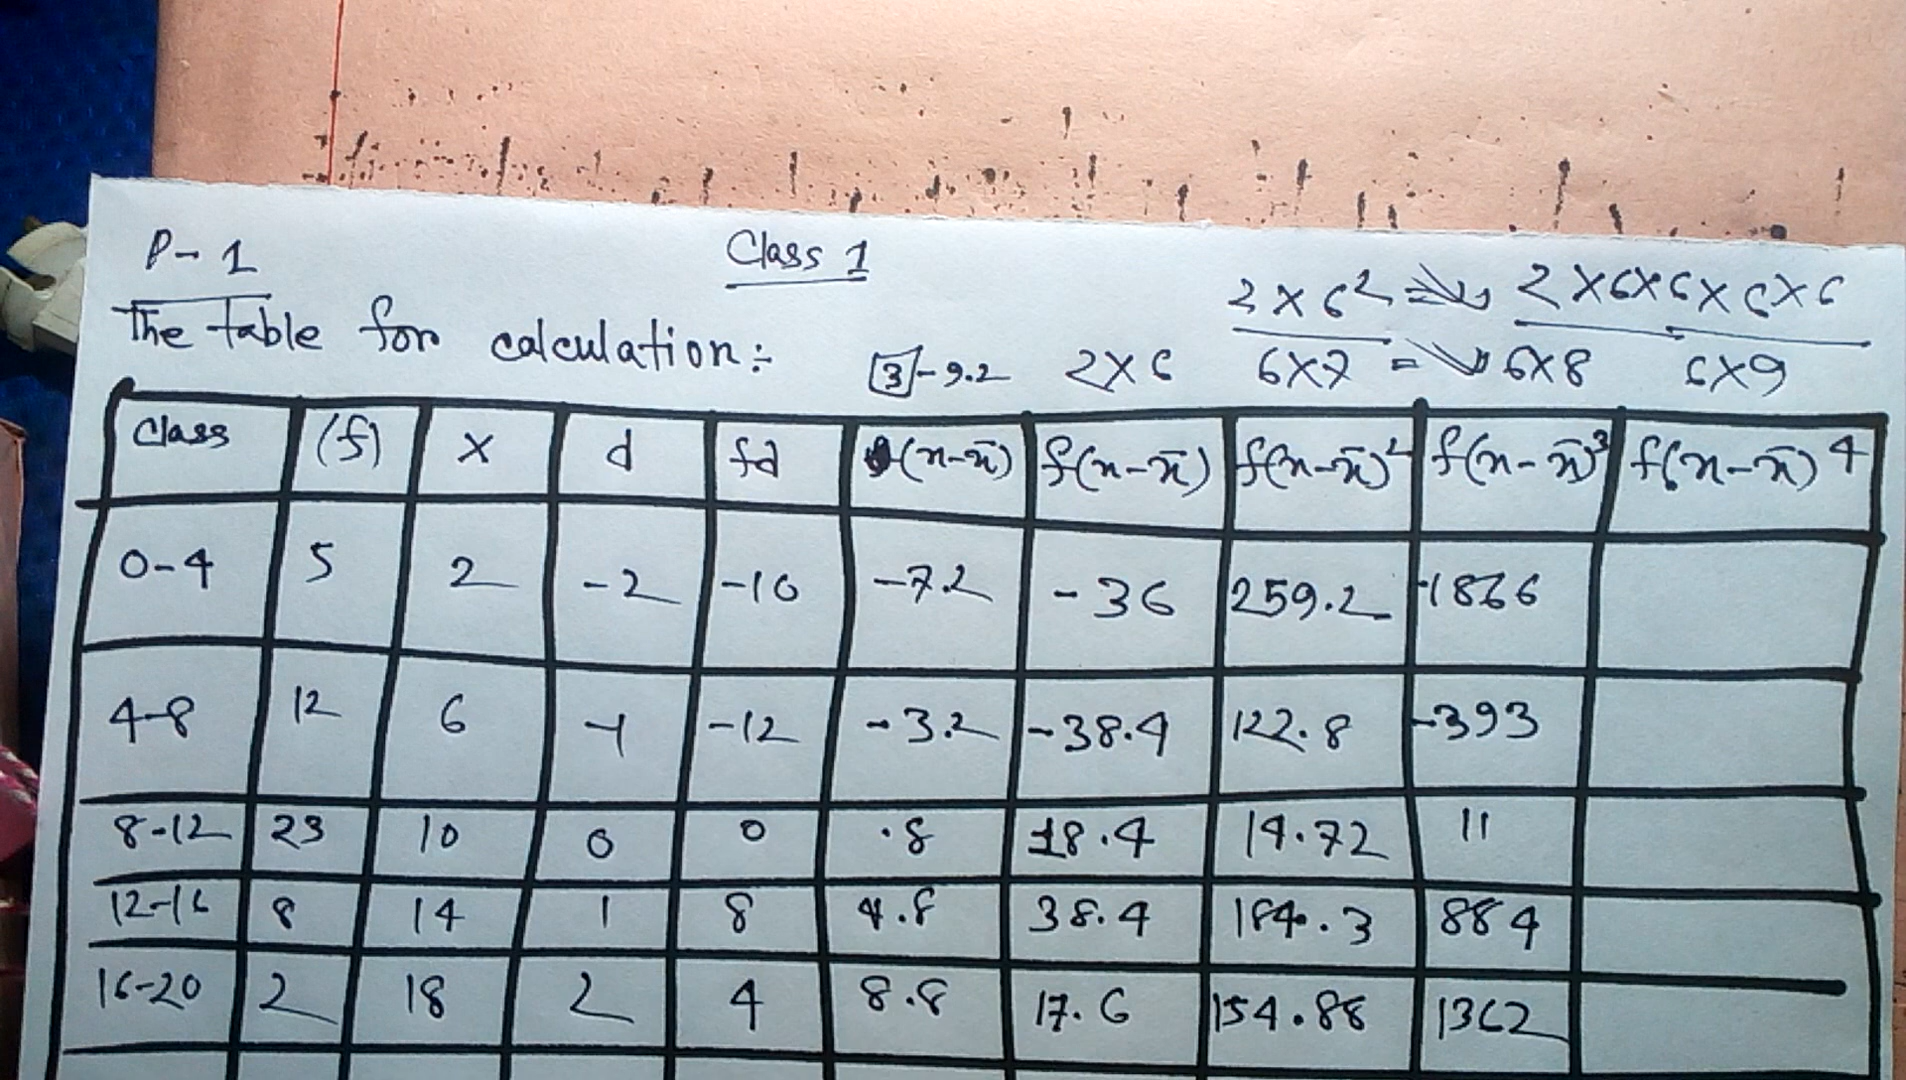 P-1
Class 1
The table for calculation:-
3-9.2 2×6 2×6² / 6×7 = 2×6×6×6×6 / 6×8 6×9
Class (f) x d fd (x-x̄) f(x-x̄) f(x-x̄)² f(x-x̄)³ f(x-x̄)4
0-4 5 2 -2 -10 -7.2 -36 259.2 -1866
4-8 12 6 -1 -12 -3.2 -38.4 122.8 -393
8-12 23 10 0 0 .8 18.4 14.72 11
12-16 8 14 1 8 4.8 38.4 184.3 884
16-20 2 18 2 4 8.8 17.6 154.88 1362